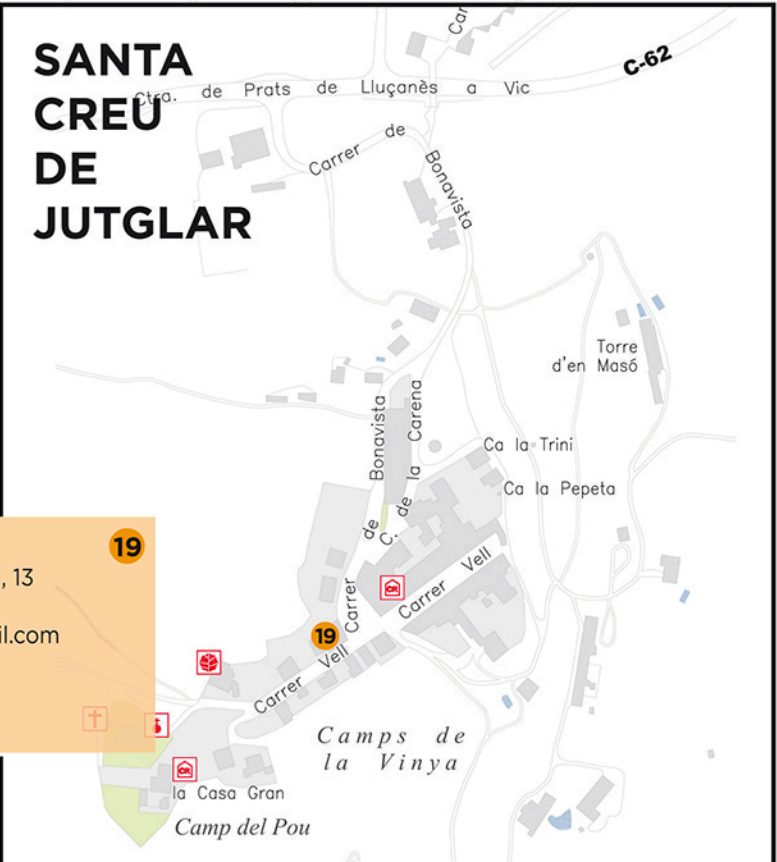 SANTA
CREU
DE
JUTGLAR
Ctra. de Prats de Lluçanès a Vic
C-62
Carrer de
Bonavista
Torre
d'en Masó
Bonavista
de
C. de la Carena
Ca la Trini
Ca la Pepeta
19
, 13
il.com
CR
Carrer Vell
Carrer
19
Carrer Vell
Camps de
la Vinya
CR
la Casa Gran
Camp del Pou